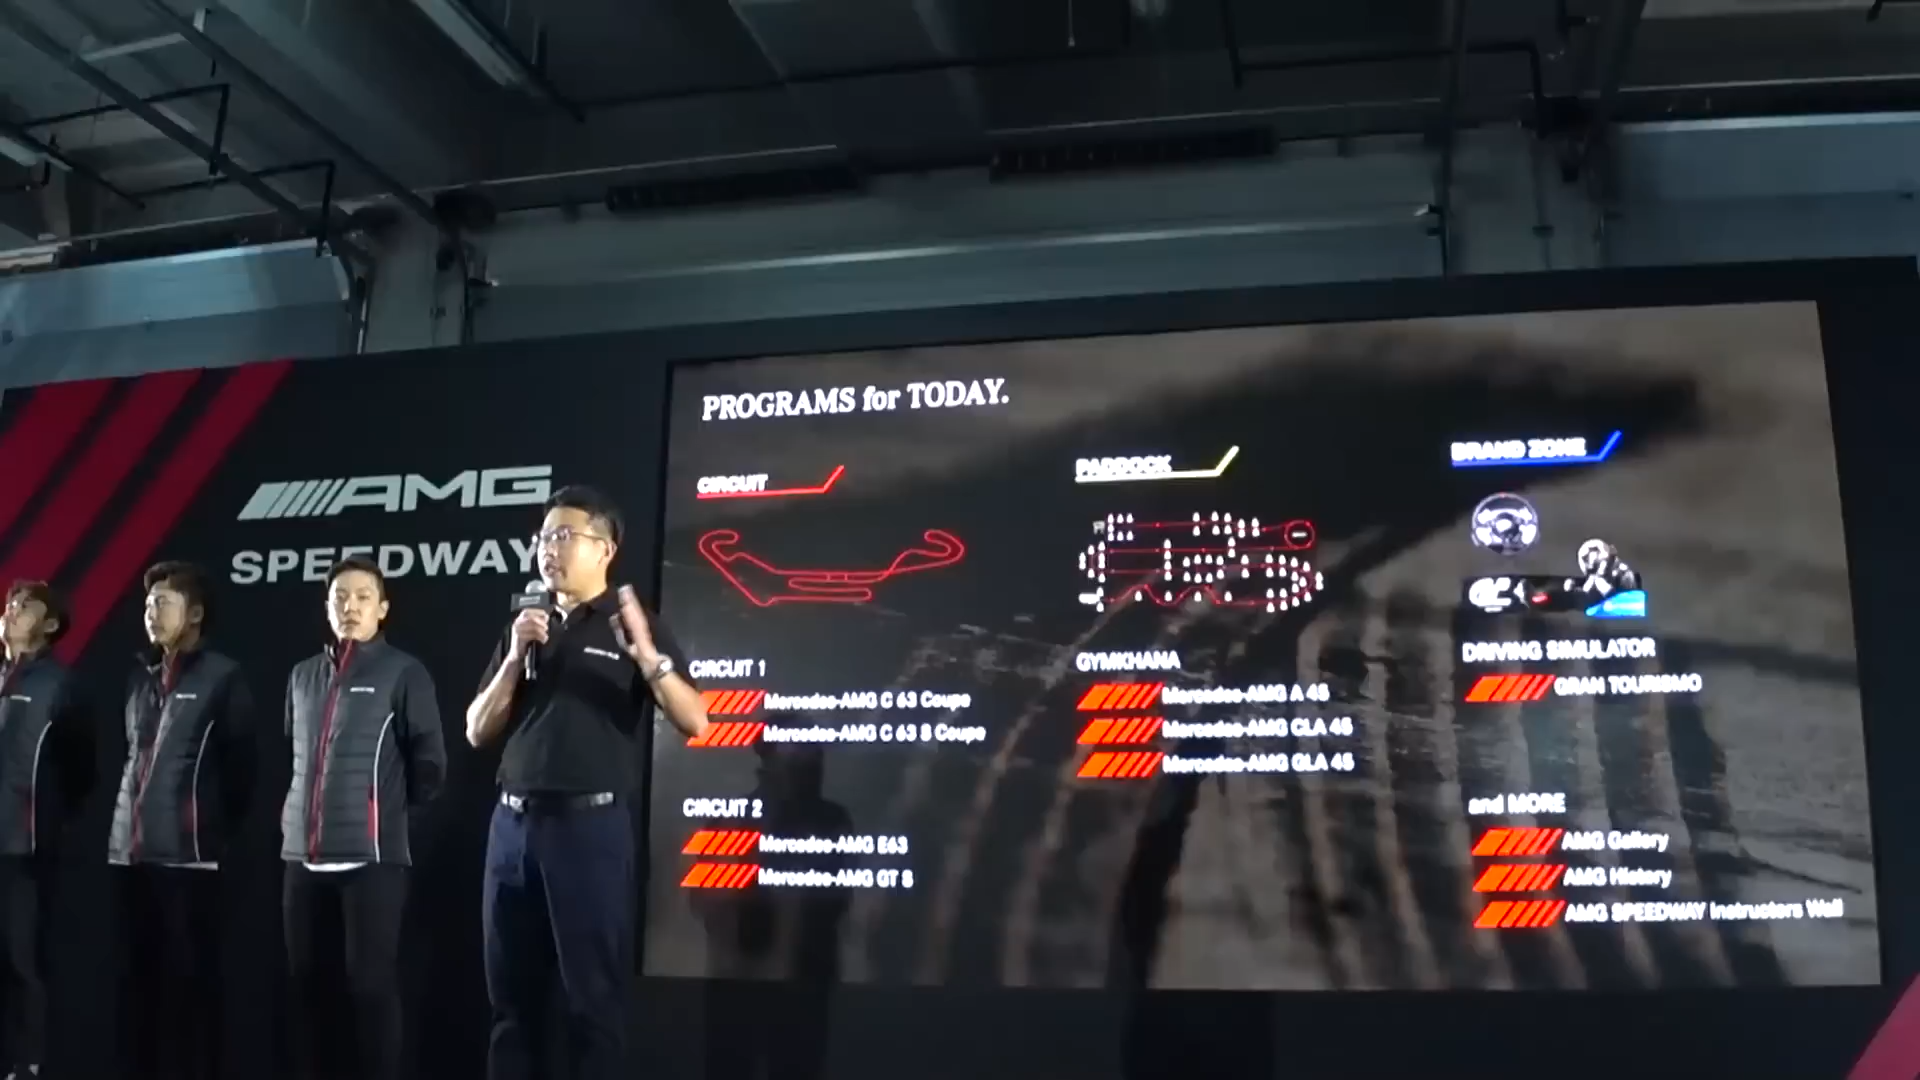 AMG
SPEEDWAY
PROGRAMS for TODAY.
CIRCUIT
CIRCUIT 1
Mercedes-AMG C 63 Coupe
Mercedes-AMG C 63 S Coupe
CIRCUIT 2
Mercedes-AMG E63
Mercedes-AMG GT S
PADDOCK
GYMKHANA
Mercedes-AMG A 45
Mercedes-AMG CLA 45
Mercedes-AMG GLA 45
BRAND ZONE
DRIVING SIMULATOR
GRAN TOURISMO
and MORE
AMG Gallery
AMG History
AMG SPEEDWAY Instructors Wall